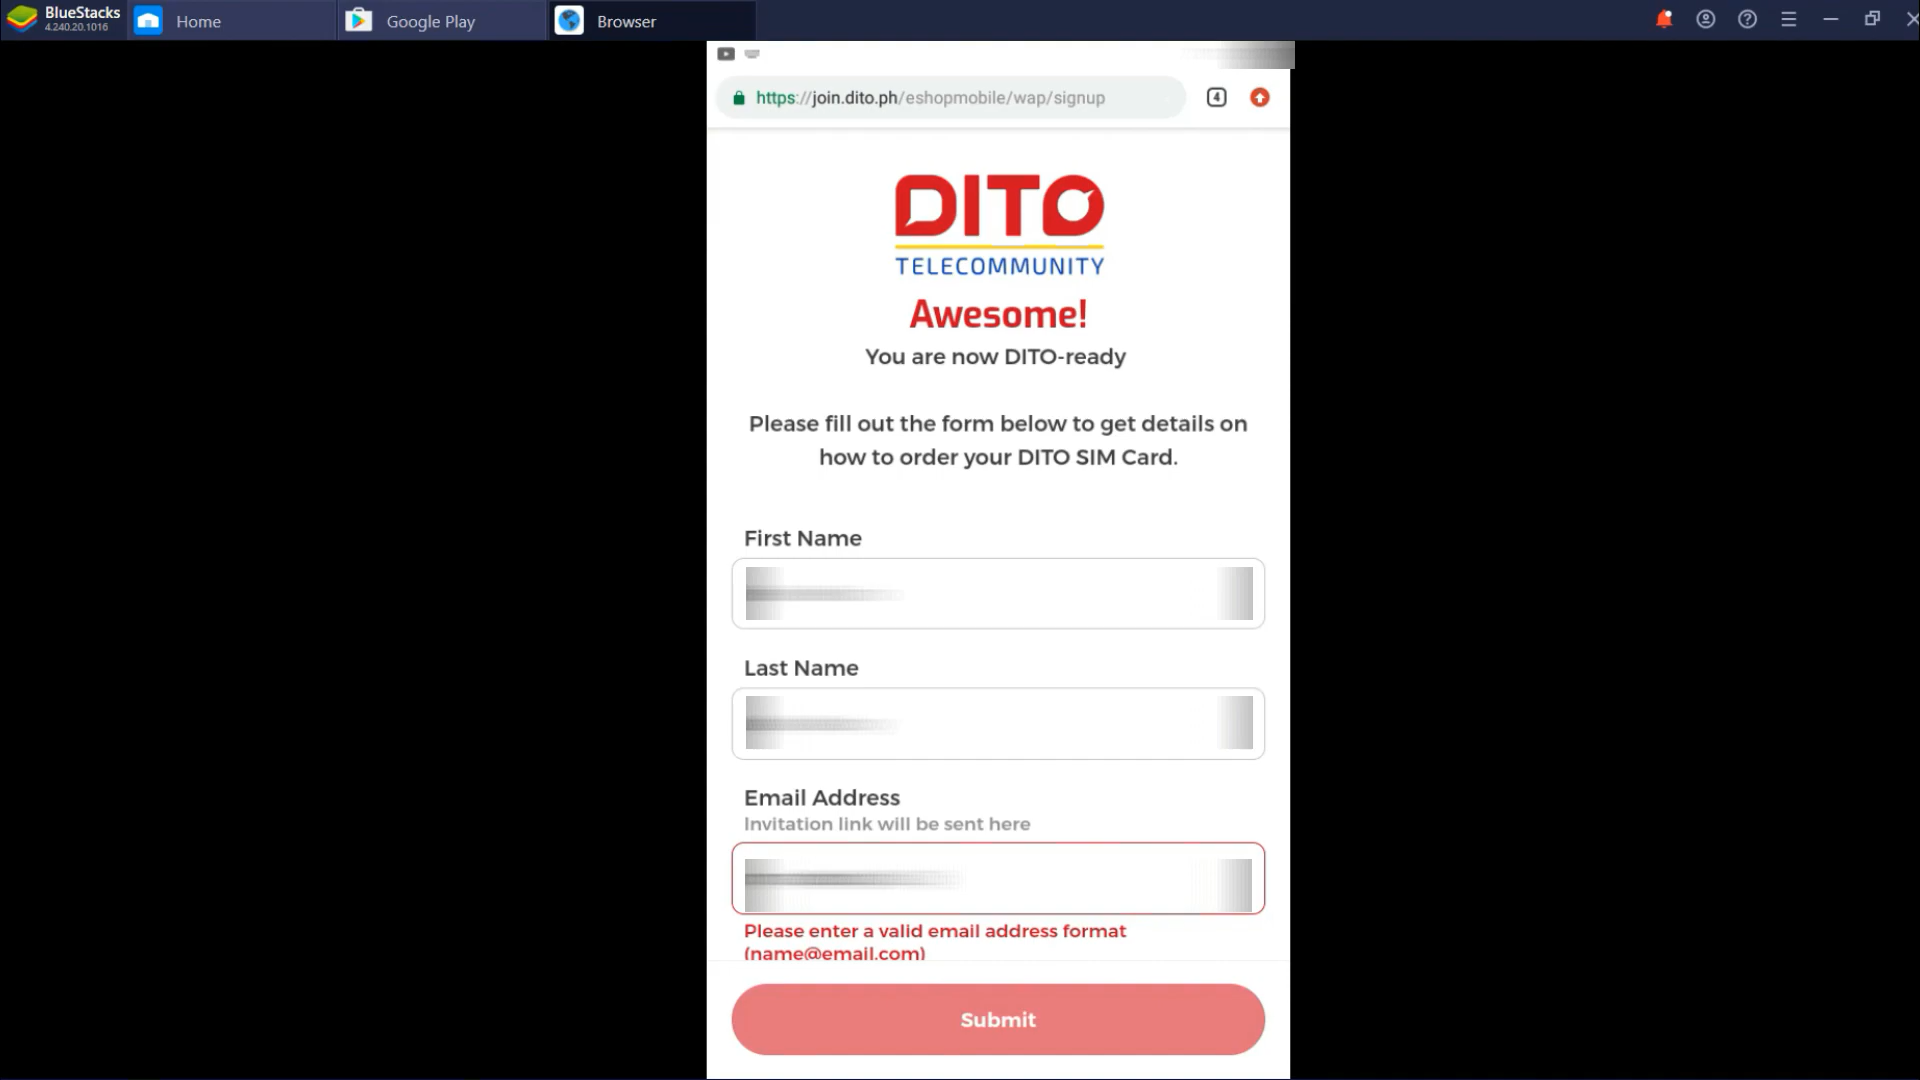 BlueStacks
4.240.20.1016
Home
Google Play
Browser
https://join.dito.ph/eshopmobile/wap/signup
4
DITO
TELECOMMUNITY
Awesome!
You are now DITO-ready
Please fill out the form below to get details on
how to order your DITO SIM Card.
First Name
Last Name
Email Address
Invitation link will be sent here
Please enter a valid email address format
(name@email.com)
Submit